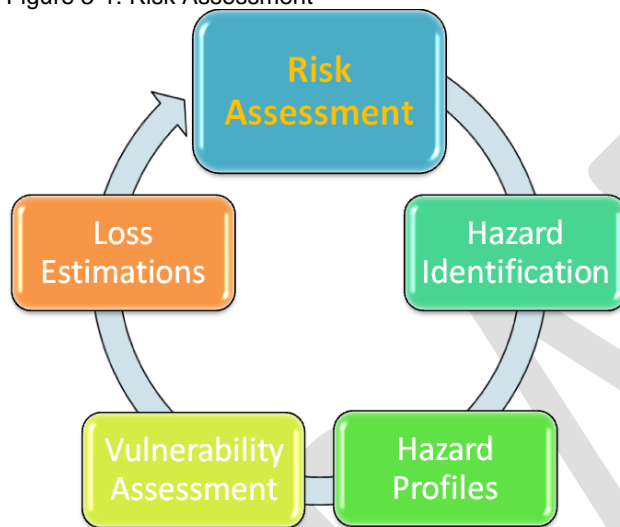 Figure 3-1: Risk Assessment
Risk
Assessment
Hazard
Identification
Hazard
Profiles
Vulnerability
Assessment
Loss
Estimations